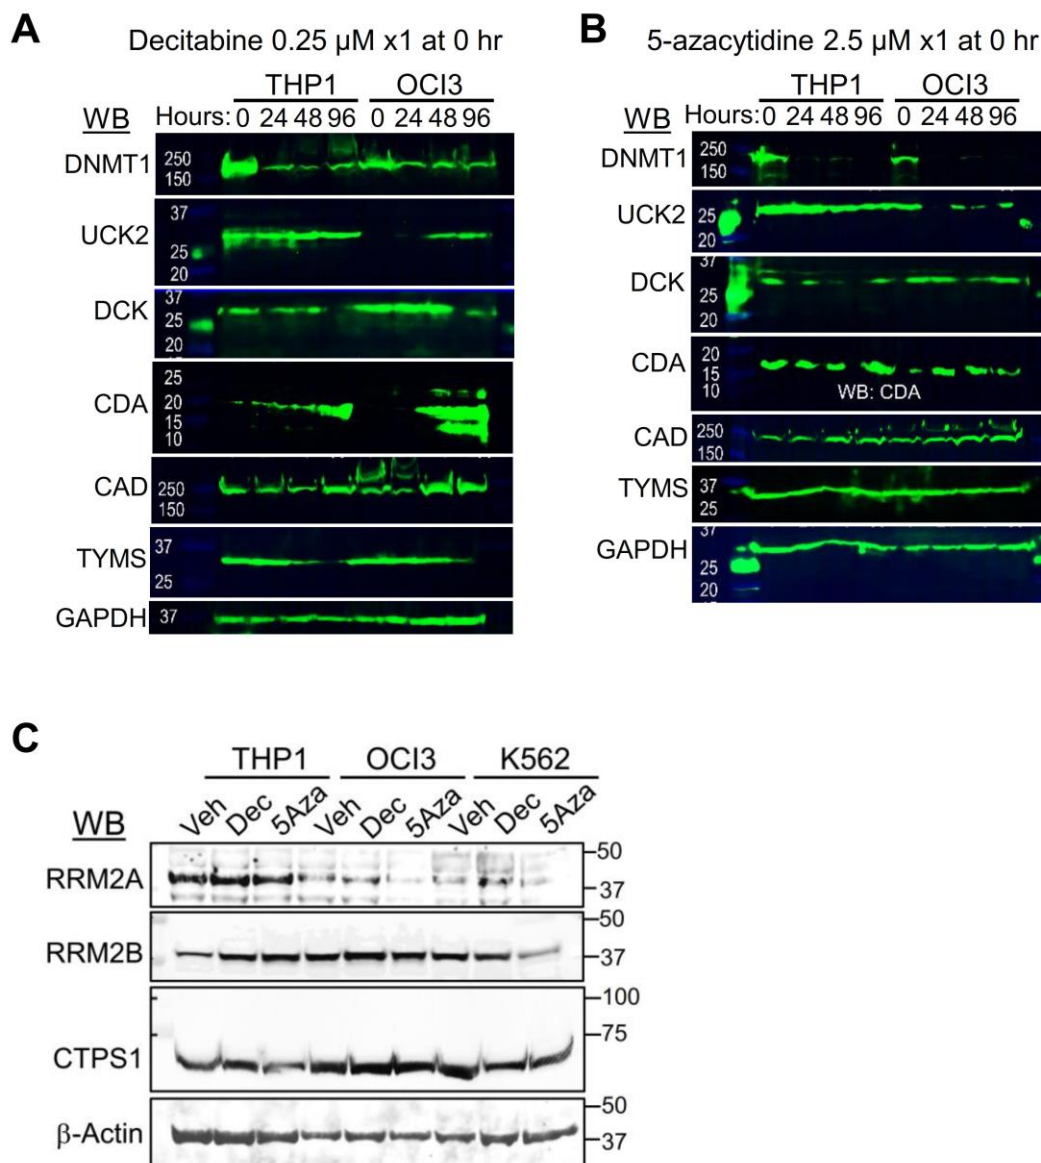 A
Decitabine 0.25 µM x1 at 0 hr
THP1 OCI3
WB Hours: 0 24 48 96 0 24 48 96
DNMT1 250
150
UCK2 37
25
20
DCK 37
25
20
CDA 25
20
15
10
CAD 250
150
TYMS 37
25
GAPDH 37
B
5-azacytidine 2.5 µM x1 at 0 hr
THP1 OCI3
WB Hours: 0 24 48 96 0 24 48 96
DNMT1 250
150
UCK2 25
20
DCK 37
25
20
CDA 20
15
10
WB: CDA
CAD 250
150
TYMS 37
25
GAPDH 37
25
20
C
THP1 OCI3 K562
WB Veh Dec 5Aza Veh Dec 5Aza Veh Dec 5Aza
RRM2A 50
37
RRM2B 50
37
CTPS1 100
75
β-Actin 50
37